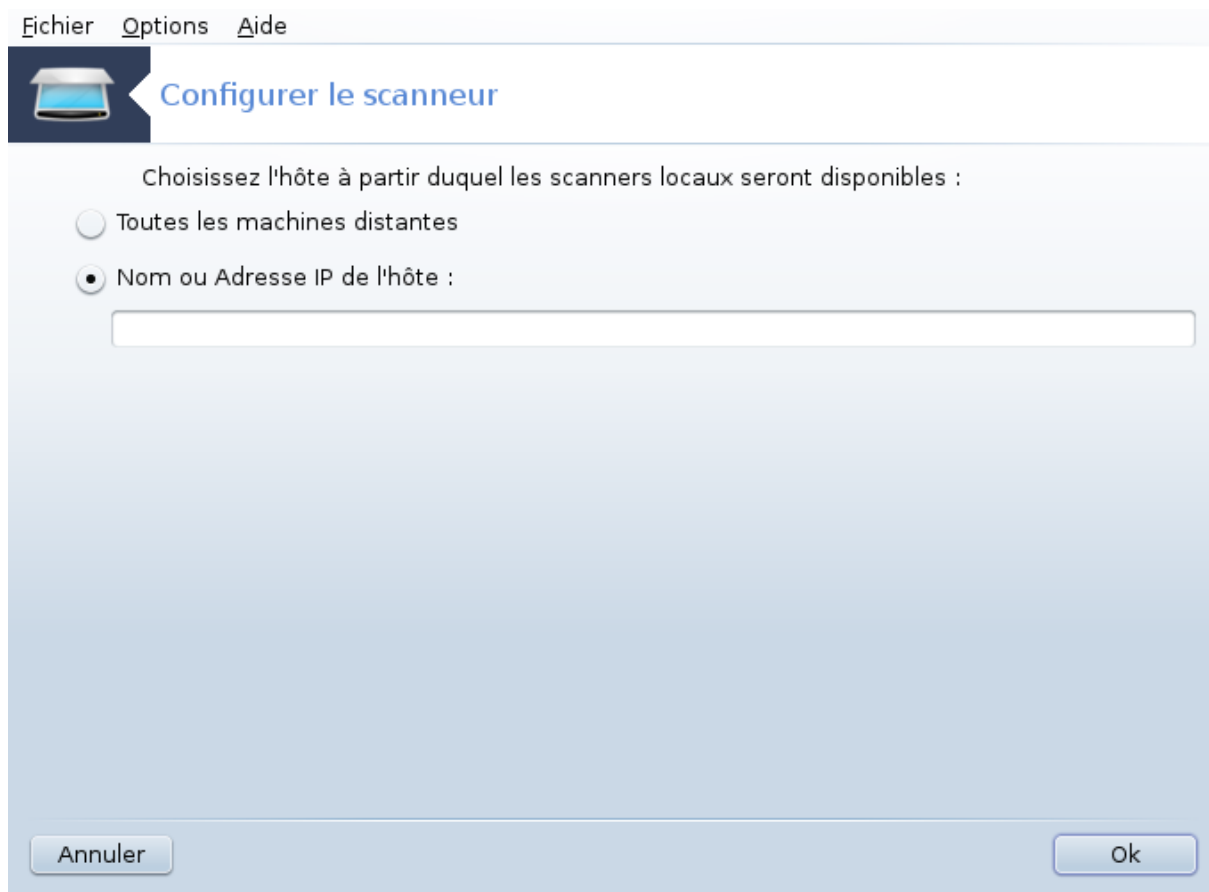 Fichier Options Aide
Configurer le scanneur
Choisissez l'hôte à partir duquel les scanners locaux seront disponibles :
Toutes les machines distantes
Nom ou Adresse IP de l'hôte :
Annuler Ok